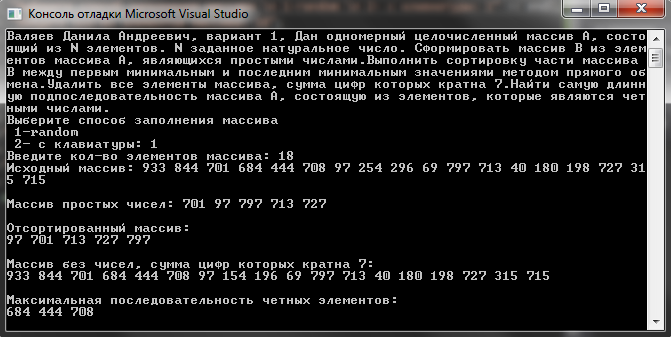 Консоль отладки Microsoft Visual Studio
Валяев Данила Андреевич, вариант 1, Дан одномерный целочисленный массив А, состо
ящий из N элементов. N заданное натуральное число. Сформировать массив В из элем
ентов массива А, являющихся простыми числами.Выполнить сортировку части массива
В между первым минимальным и последним минимальным значениями методом прямого об
мена.Удалить все элементы массива, сумма цифр которых кратна 7.Найти самую длинн
ую подпоследовательность массива А, состоящую из элементов, которые являются чет
ными числами.
Выберите способ заполнения массива
1-random
2- с клавиатуры: 1
Введите кол-во элементов массива: 18
Исходный массив: 933 844 701 684 444 708 97 254 296 69 797 713 40 180 198 727 31
5 715
Массив простых чисел: 701 97 797 713 727
Отсортированный массив:
97 701 713 727 797
Массив без чисел, сумма цифр которых кратна 7:
933 844 701 684 444 708 97 154 196 69 797 713 40 180 198 727 315 715
Максимальная последовательность четных элементов:
684 444 708